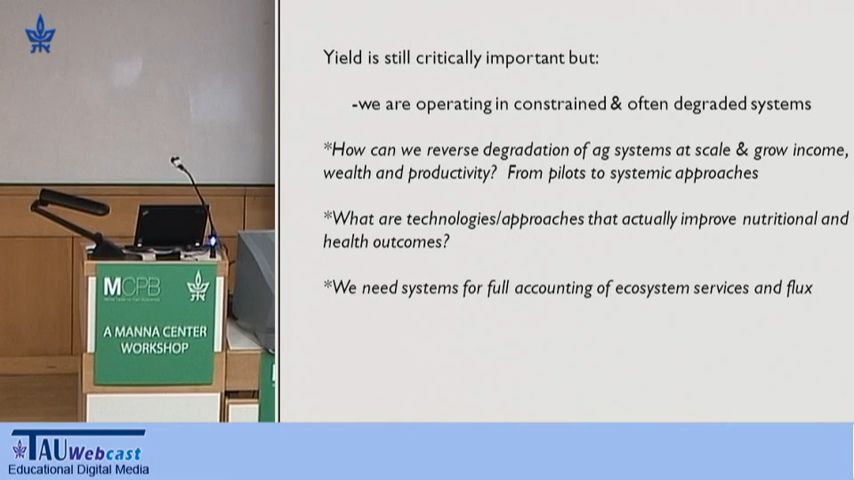 Yield is still critically important but:
-we are operating in constrained & often degraded systems
*How can we reverse degradation of ag systems at scale & grow income,
wealth and productivity? From pilots to systemic approaches
*What are technologies/approaches that actually improve nutritional and
health outcomes?
*We need systems for full accounting of ecosystem services and flux
MCPB
A MANNA CENTER
WORKSHOP
TAU Webcast
Educational Digital Media